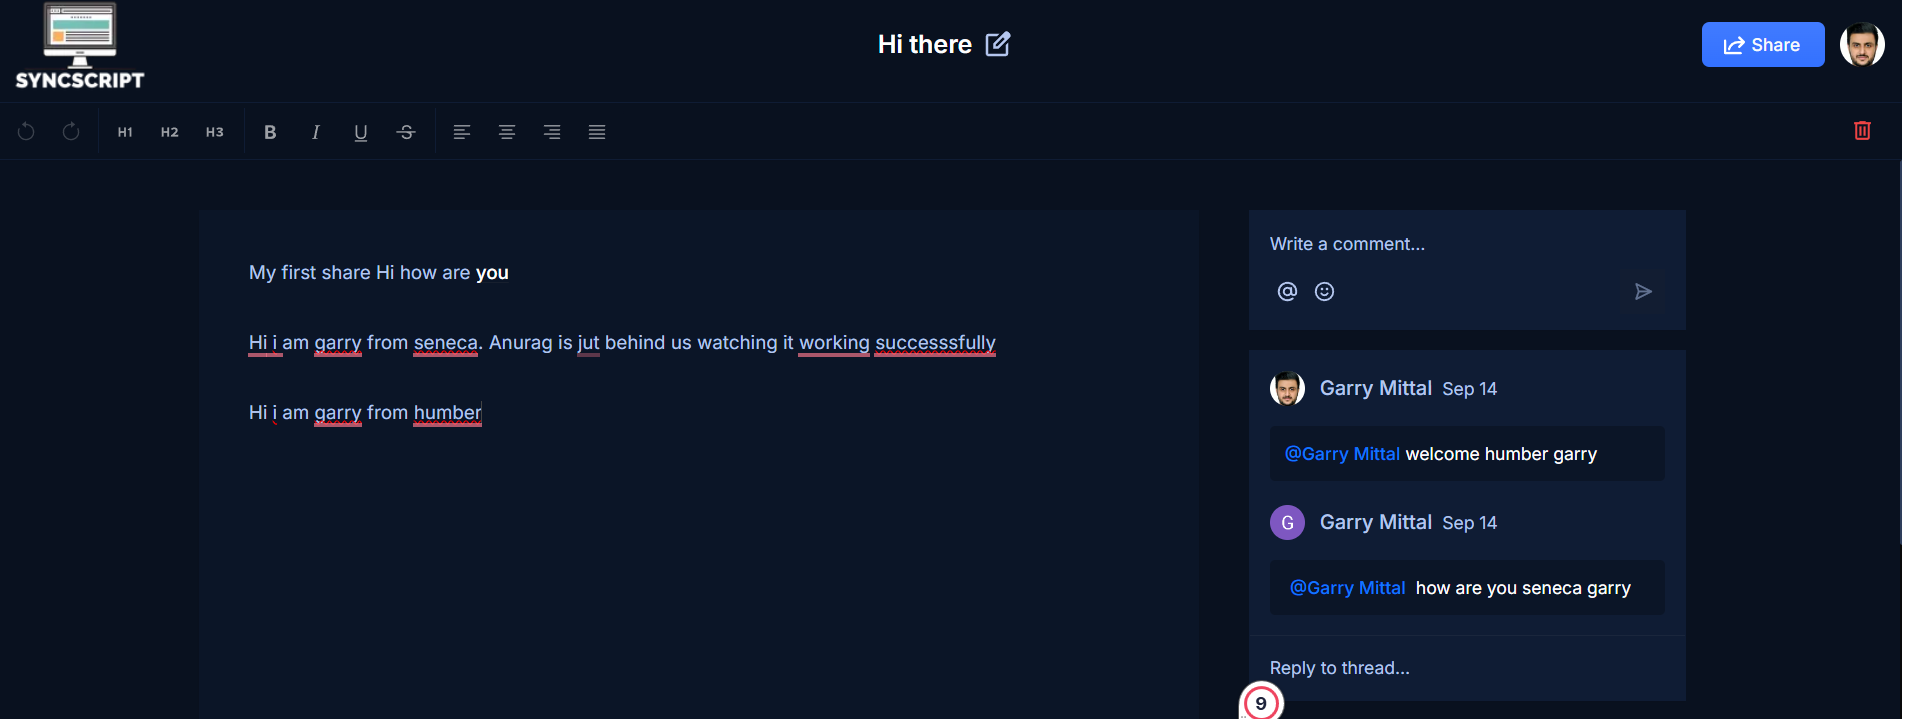 SYNCSCRIPT
Hi there
Share
H1 H2 H3 B I U S
My first share Hi how are you
Hi i am garry from seneca. Anurag is jut behind us watching it working successsfully
Hi i am garry from humber
Write a comment...
@
Garry Mittal Sep 14
@Garry Mittal welcome humber garry
G Garry Mittal Sep 14
@Garry Mittal how are you seneca garry
Reply to thread...
9